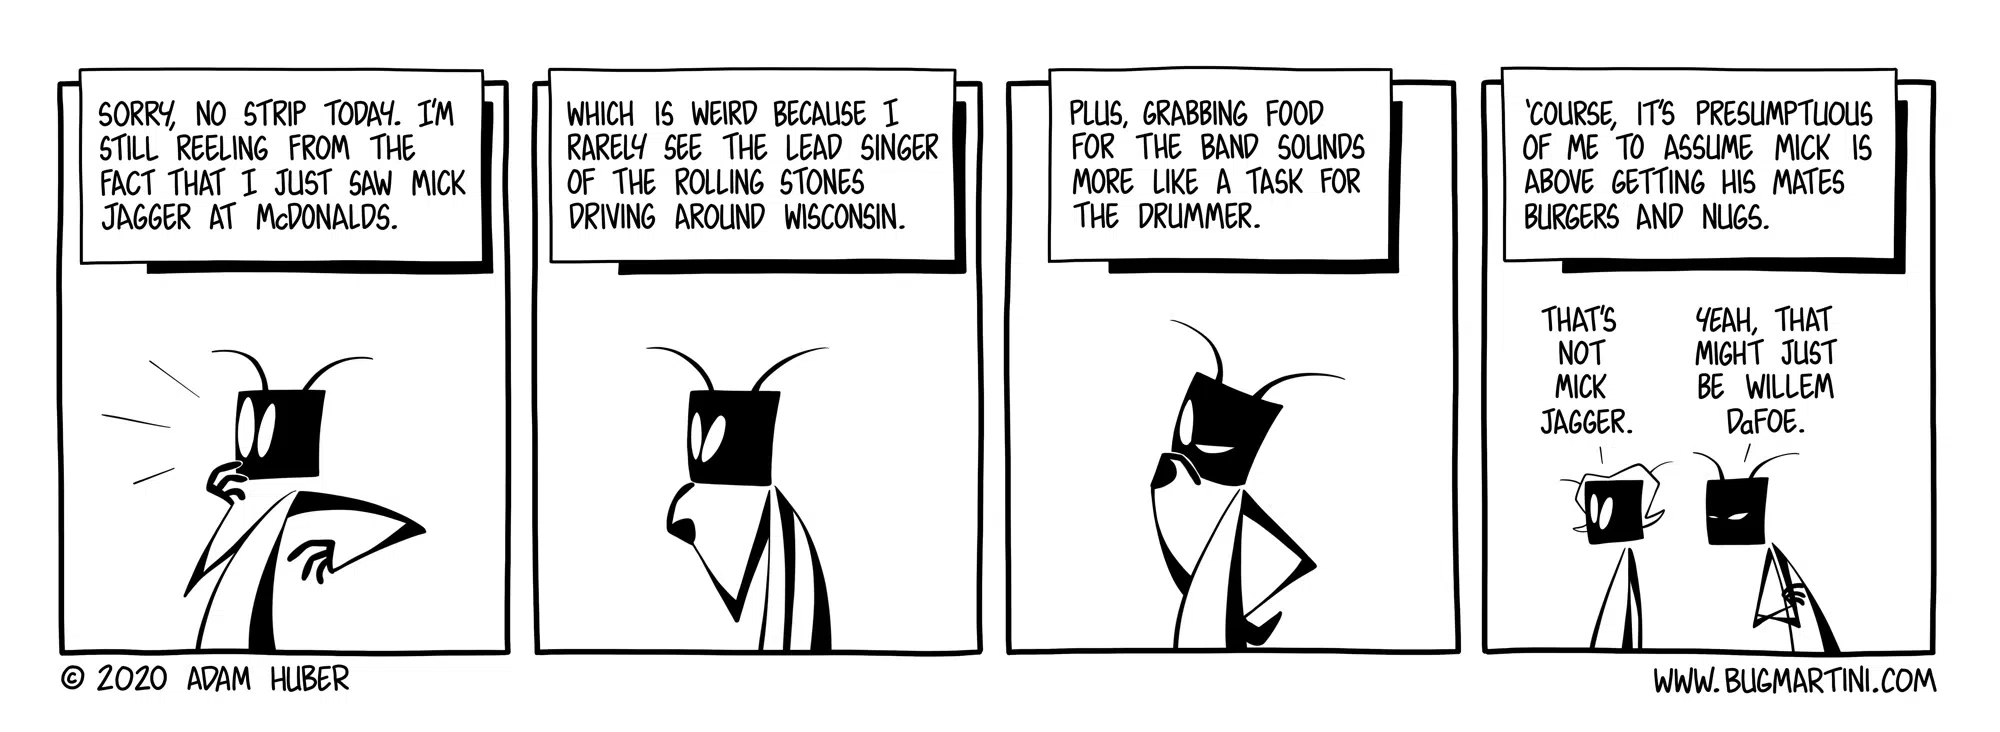 SORRY, NO STRIP TODAY. I'M
STILL REELING FROM THE
FACT THAT I JUST SAW MICK
JAGGER AT McDONALDS.
WHICH IS WEIRD BECAUSE I
RARELY SEE THE LEAD SINGER
OF THE ROLLING STONES
DRIVING AROUND WISCONSIN.
PLUS, GRABBING FOOD
FOR THE BAND SOUNDS
MORE LIKE A TASK FOR
THE DRUMMER.
'COURSE, IT'S PRESUMPTUOUS
OF ME TO ASSUME MICK IS
ABOVE GETTING HIS MATES
BURGERS AND NUGS.
THAT'S
NOT
MICK
JAGGER.
YEAH, THAT
MIGHT JUST
BE WILLEM
DaFOE.
© 2020 ADAM HUBER
WWW.BUGMARTINI.COM